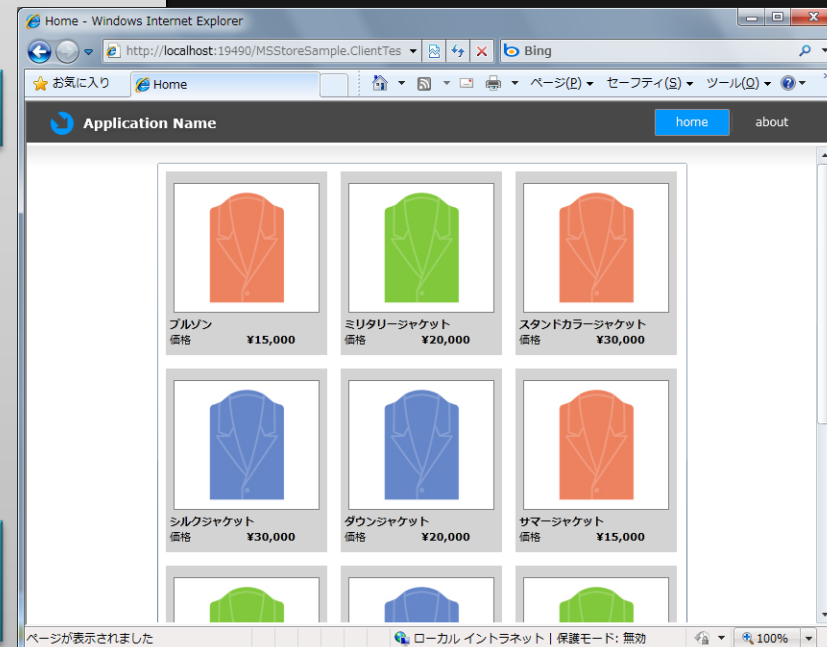 Home - Windows Internet Explorer
http://localhost:19490/MSStoreSample.ClientTes
Bing
お気に入り
Home
ページ(P)
セーフティ(S)
ツール(O)
Application Name
home
about
ブルゾン
価格 ¥15,000
ミリタリージャケット
価格 ¥20,000
スタンドカラージャケット
価格 ¥30,000
シルクジャケット
価格 ¥30,000
ダウンジャケット
価格 ¥20,000
サマージャケット
価格 ¥15,000
ページが表示されました
ローカル イントラネット | 保護モード: 無効
100%